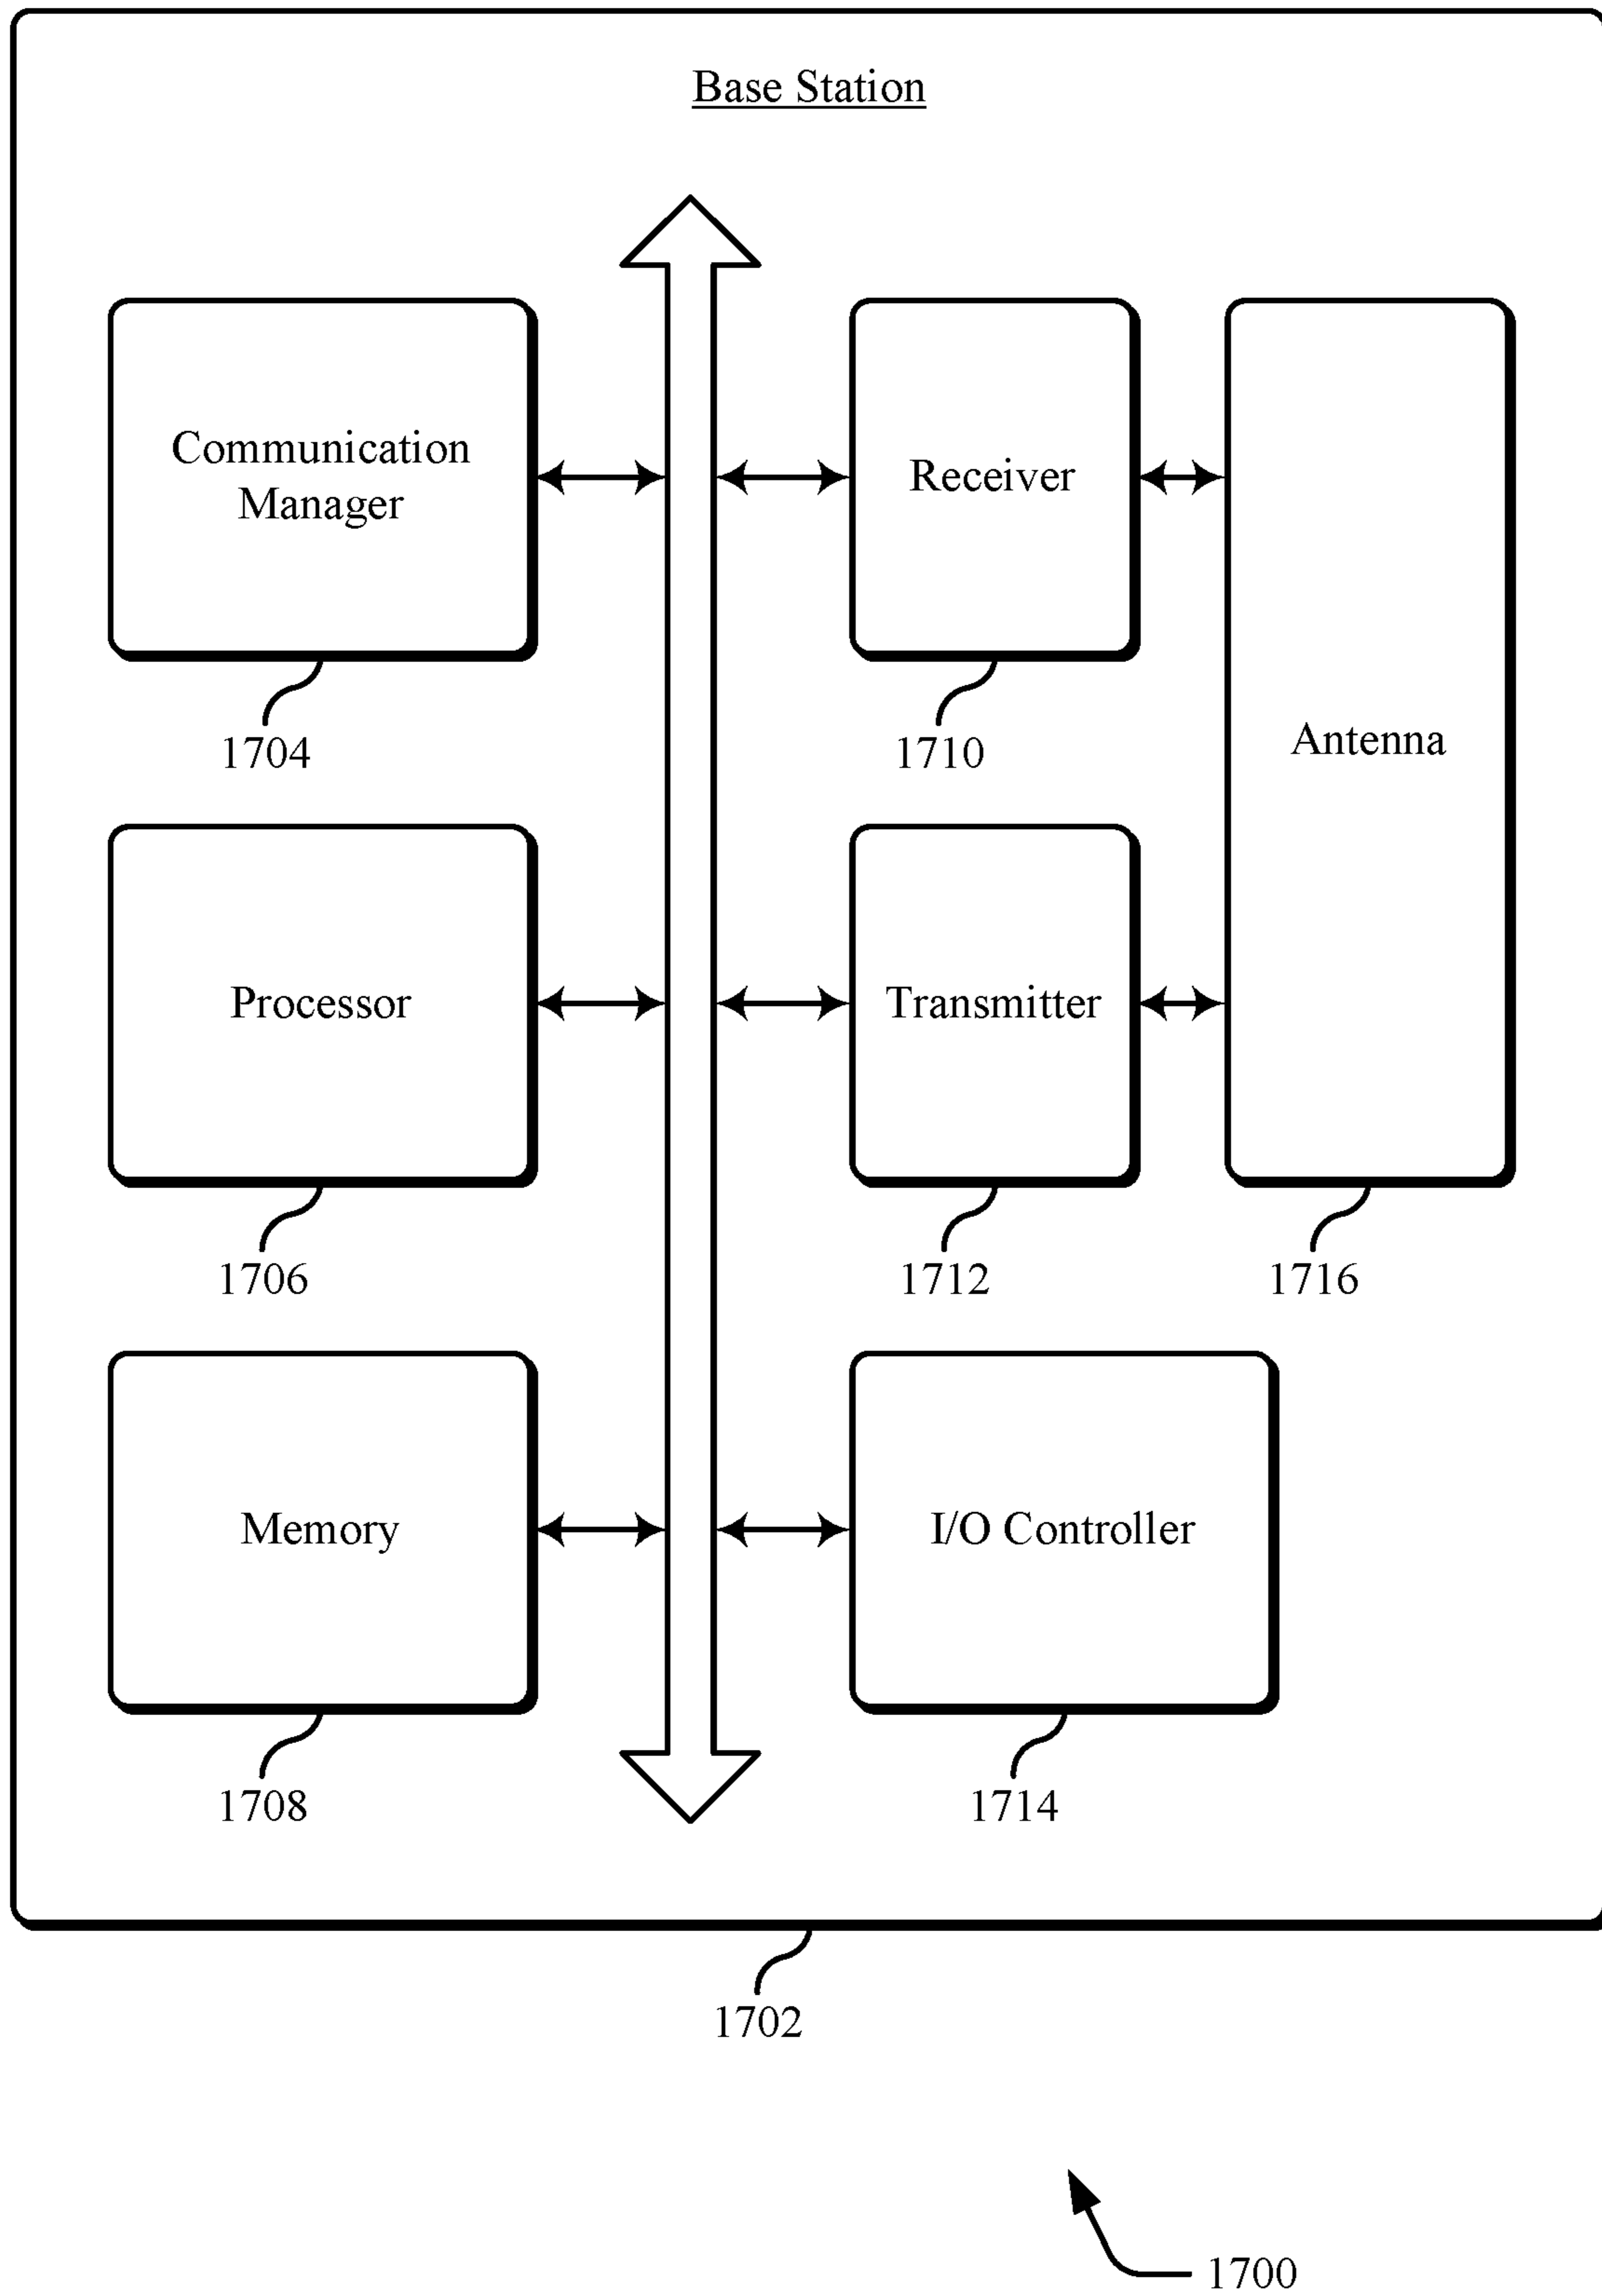 Base Station
Communication
Manager
Receiver
Antenna
1704
1710
Processor
Transmitter
1706
1712
1716
Memory
I/O Controller
1708
1714
1702
1700